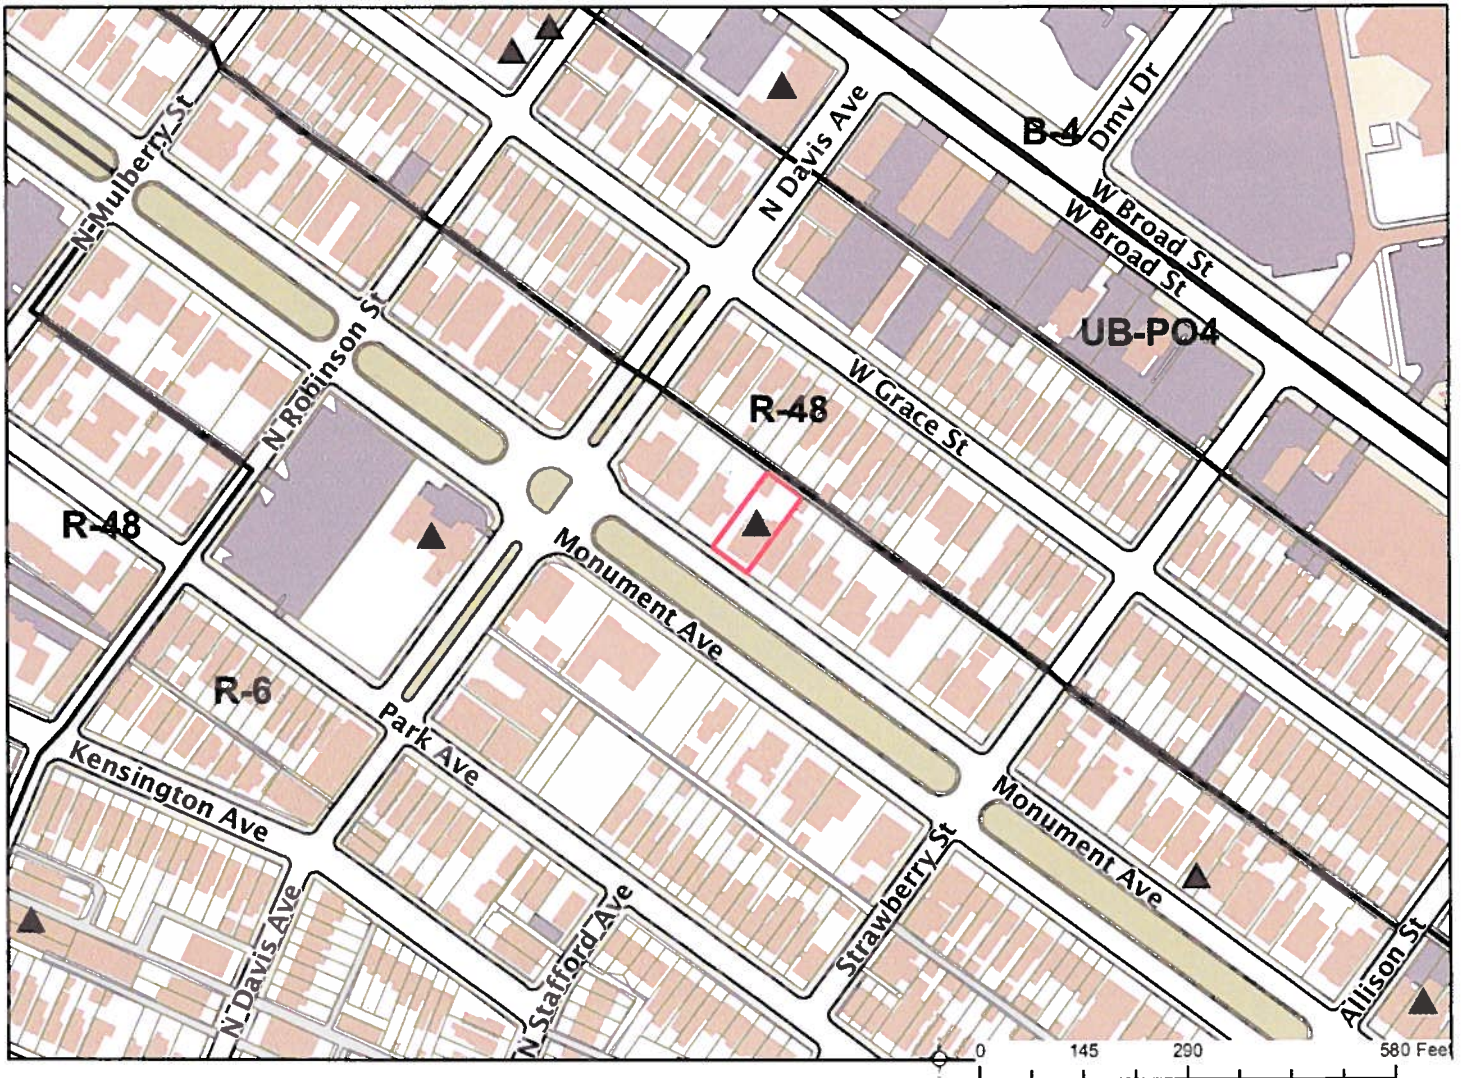 N Mulberry St
N Davis Ave
B-4
Dmv Dr
W Broad St
W Broad St
UB-PO4
N Robinson St
W Grace St
R-48
R-48
Monument Ave
R-6
Park Ave
Kensington Ave
Monument Ave
Strawberry St
N Davis Ave
N Stafford Ave
Allison St
0 145 290 580 Feet